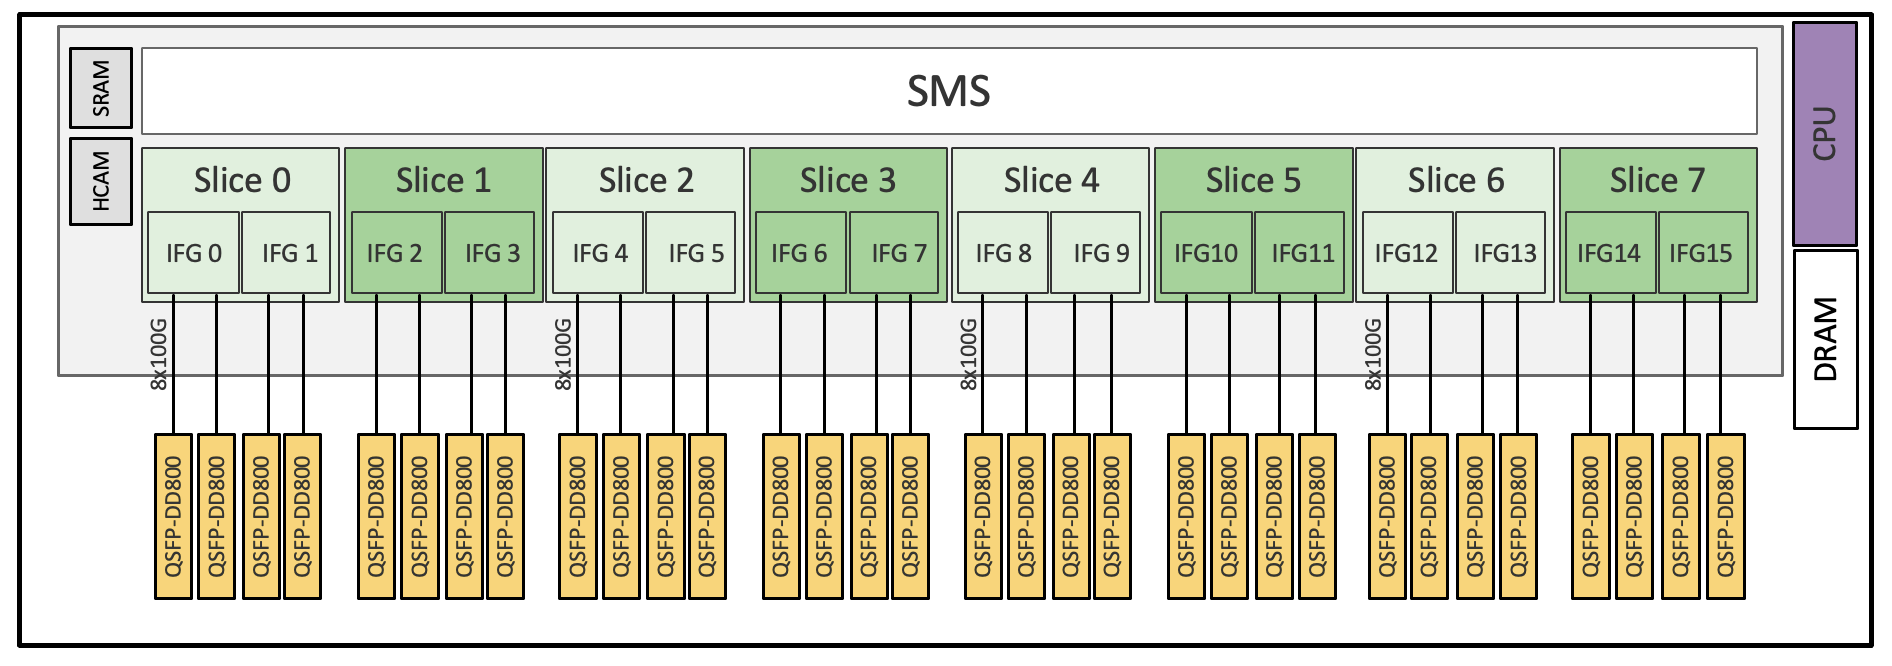 SRAM
SMS
CPU
HCAM
Slice 0 Slice 1 Slice 2 Slice 3 Slice 4 Slice 5 Slice 6 Slice 7
IFG 0 IFG 1 IFG 2 IFG 3 IFG 4 IFG 5 IFG 6 IFG 7 IFG 8 IFG 9 IFG10 IFG11 IFG12 IFG13 IFG14 IFG15
DRAM
8x100G 8x100G 8x100G 8x100G
QSFP-DD800 QSFP-DD800 QSFP-DD800 QSFP-DD800 QSFP-DD800 QSFP-DD800 QSFP-DD800 QSFP-DD800 QSFP-DD800 QSFP-DD800 QSFP-DD800 QSFP-DD800 QSFP-DD800 QSFP-DD800 QSFP-DD800 QSFP-DD800 QSFP-DD800 QSFP-DD800 QSFP-DD800 QSFP-DD800 QSFP-DD800 QSFP-DD800 QSFP-DD800 QSFP-DD800 QSFP-DD800 QSFP-DD800 QSFP-DD800 QSFP-DD800 QSFP-DD800 QSFP-DD800 QSFP-DD800 QSFP-DD800